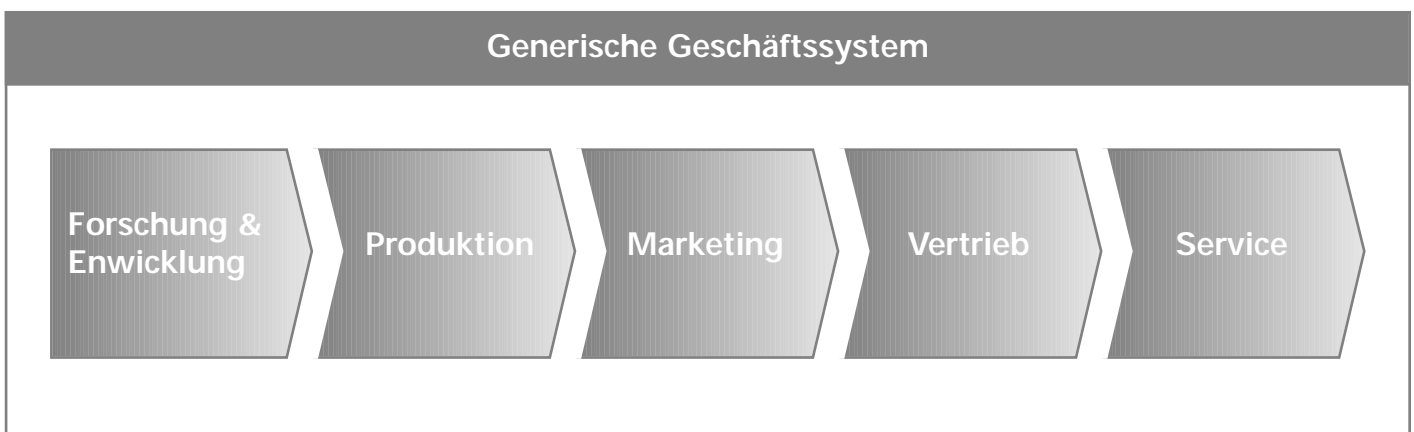 Generische Geschäftssystem
Forschung &
Enwicklung
Produktion
Marketing
Vertrieb
Service